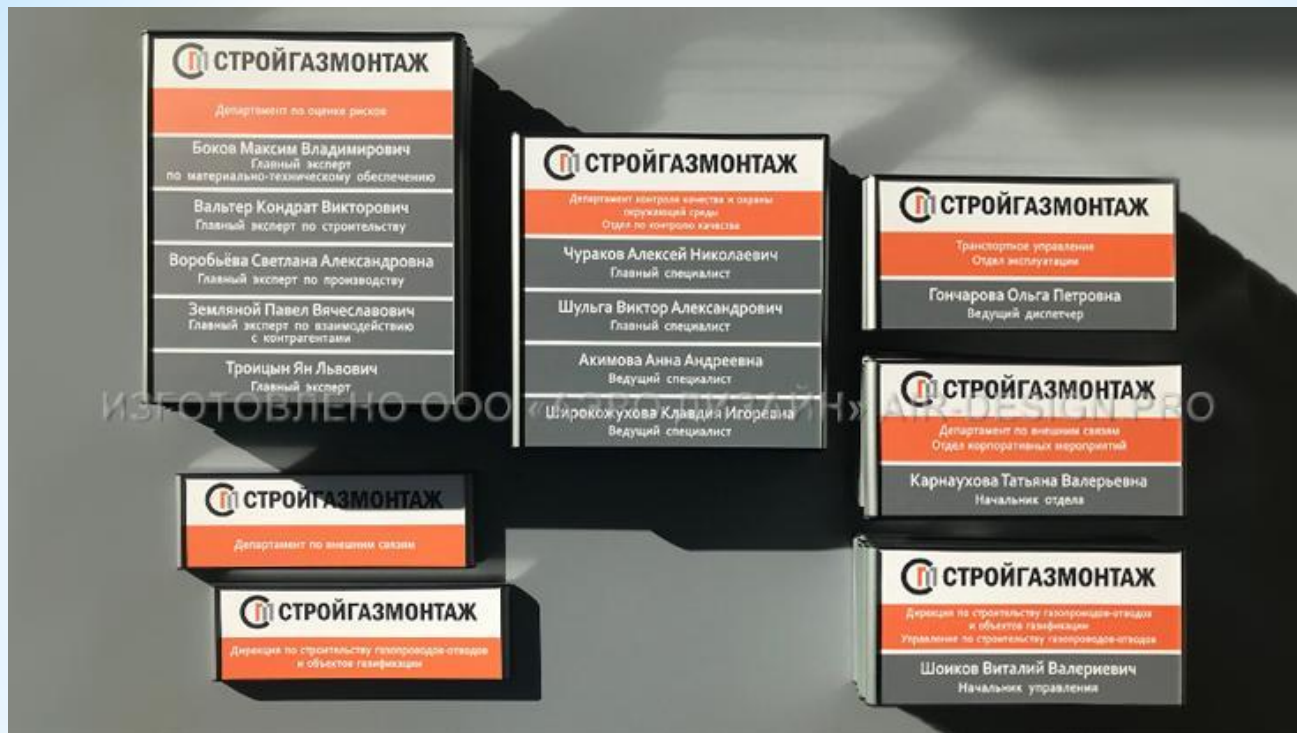 СТРОЙГАЗМОНТАЖ
Департамент по оценке рисков
Боков Максим Владимирович
Главный эксперт
по материально-техническому обеспечению
Вальтер Кондрат Викторович
Главный эксперт по строительству
Воробьёва Светлана Александровна
Главный эксперт по производству
Земляной Павел Вячеславович
Главный эксперт по взаимодействию
с контрагентами
Троицын Ян Львович
Главный эксперт
СТРОЙГАЗМОНТАЖ
Департамент контроля качества и охраны
окружающей среды
Отдел по контролю качества
Чураков Алексей Николаевич
Главный специалист
Шульга Виктор Александрович
Главный специалист
Акимова Анна Андреевна
Ведущий специалист
Широкожухова Клавдия Игоревна
Ведущий специалист
СТРОЙГАЗМОНТАЖ
Транспортное управление
Отдел эксплуатации
Гончарова Ольга Петровна
Ведущий диспетчер
СТРОЙГАЗМОНТАЖ
Департамент по внешним связям
Отдел корпоративных мероприятий
Карнаухова Татьяна Валерьевна
Начальник отдела
ИЗГОТОВЛЕНО ООО «АЭРО-ДИЗАЙН» AIR-DESIGN.PRO
СТРОЙГАЗМОНТАЖ
Департамент по внешним связям
СТРОЙГАЗМОНТАЖ
Дирекция по строительству газопроводов-отводов
и объектов газификации
СТРОЙГАЗМОНТАЖ
Дирекция по строительству газопроводов-отводов
и объектов газификации
Управление по строительству газопроводов-отводов
Шоиков Виталий Валериевич
Начальник управления